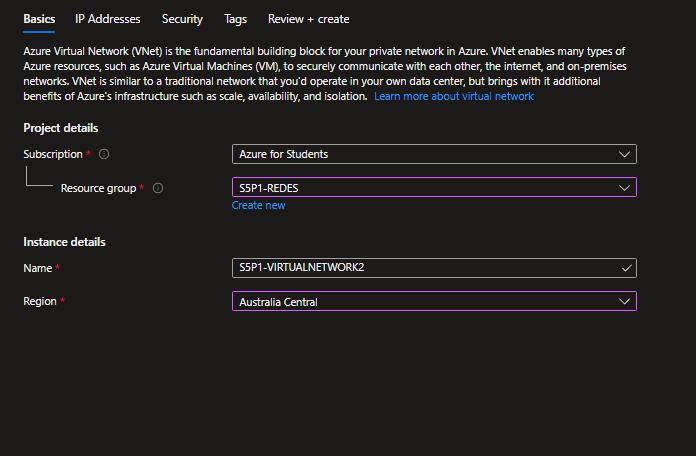 Basics IP Addresses Security Tags Review + create
Azure Virtual Network (VNet) is the fundamental building block for your private network in Azure. VNet enables many types of
Azure resources, such as Azure Virtual Machines (VM), to securely communicate with each other, the internet, and on-premises
networks. VNet is similar to a traditional network that you'd operate in your own data center, but brings with it additional
benefits of Azure's infrastructure such as scale, availability, and isolation. Learn more about virtual network
Project details
Subscription * Azure for Students
Resource group * S5P1-REDES
Create new
Instance details
Name * S5P1-VIRTUALNETWORK2
Region * Australia Central